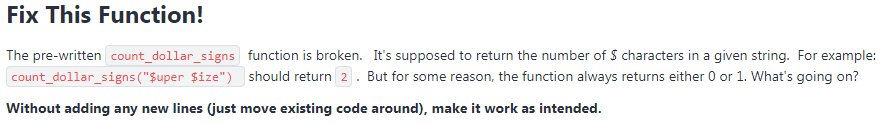 Fix This Function!
The pre-written count_dollar_signs function is broken. It's supposed to return the number of $ characters in a given string. For example:
count_dollar_signs("$uper $ize") should return 2 . But for some reason, the function always returns either 0 or 1. What's going on?
Without adding any new lines (just move existing code around), make it work as intended.